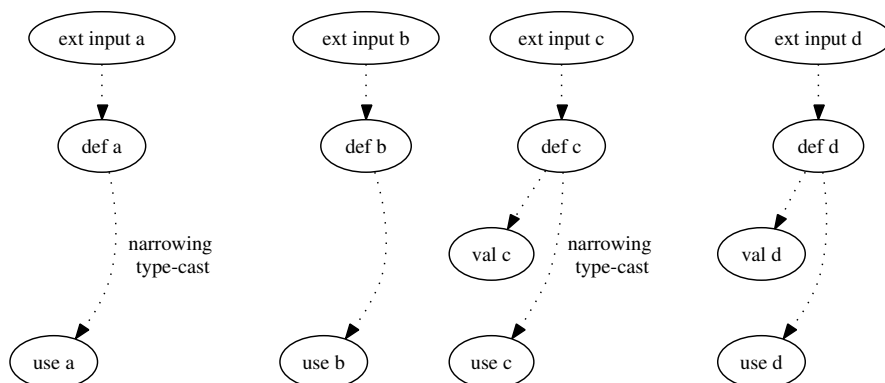 ext input a
ext input b
ext input c
ext input d
def a
def b
def c
def d
narrowing
type-cast
val c
narrowing
type-cast
val d
use a
use b
use c
use d